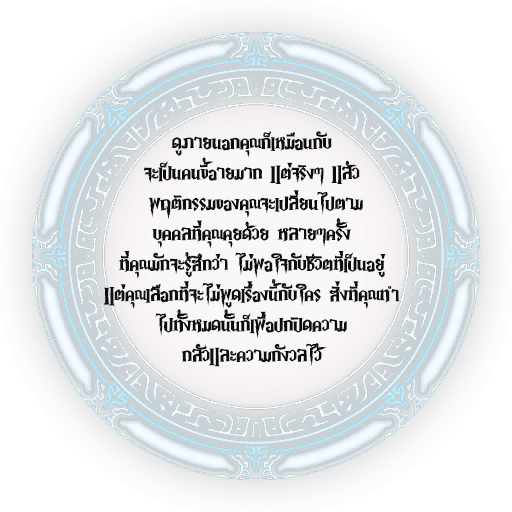 ดูภายนอกคุณก็เหมือนกับ
จะเป็นคนขี้อายมาก แต่จริงๆ แล้ว
พฤติกรรมของคุณจะเปลี่ยนไปตาม
บุคคลที่คุณคุยด้วย หลายๆครั้ง
ที่คุณมักจะรู้สึกว่า ไม่พอใจกับชีวิตที่เป็นอยู่
แต่คุณเลือกที่จะไม่พูดเรื่องนี้กับใคร สิ่งที่คุณทำ
ไปทั้งหมดนั้นก็เพื่อปกปิดความ
กลัวและความกังวลไว้